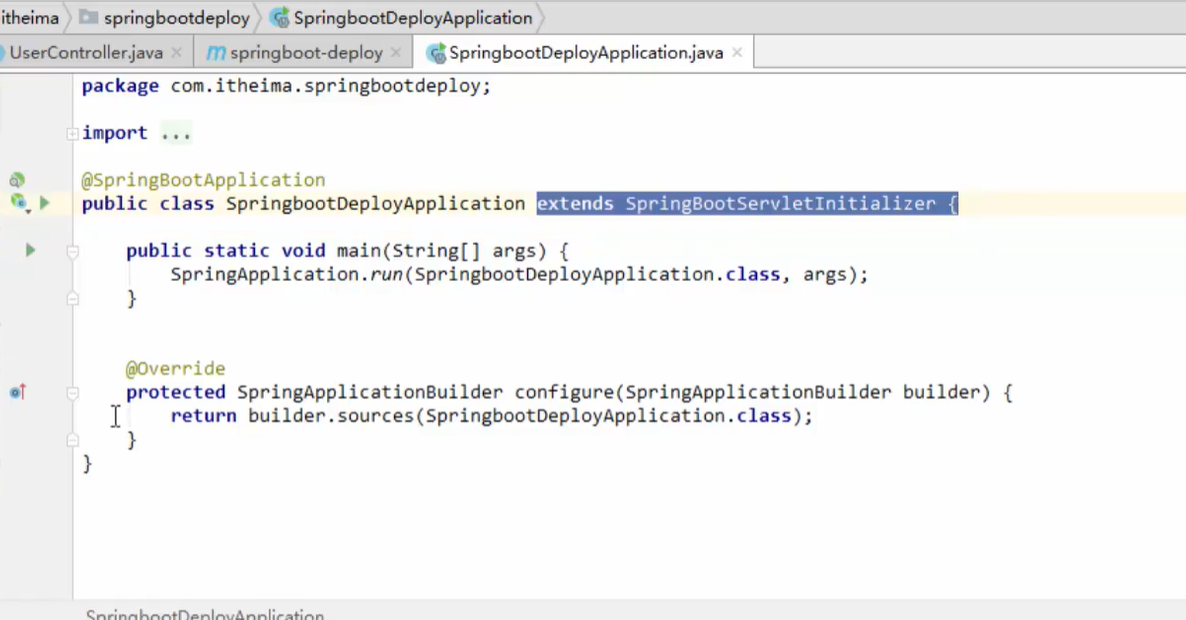 itheima springbootdeploy SpringbootDeployApplication
UserController.java springboot-deploy SpringbootDeployApplication.java
package com.itheima.springbootdeploy;
import ...
@SpringBootApplication
public class SpringbootDeployApplication extends SpringBootServletInitializer {
public static void main(String[] args) {
SpringApplication.run(SpringbootDeployApplication.class, args);
}
@Override
protected SpringApplicationBuilder configure(SpringApplicationBuilder builder) {
return builder.sources(SpringbootDeployApplication.class);
}
}
SpringbootDeployApplication